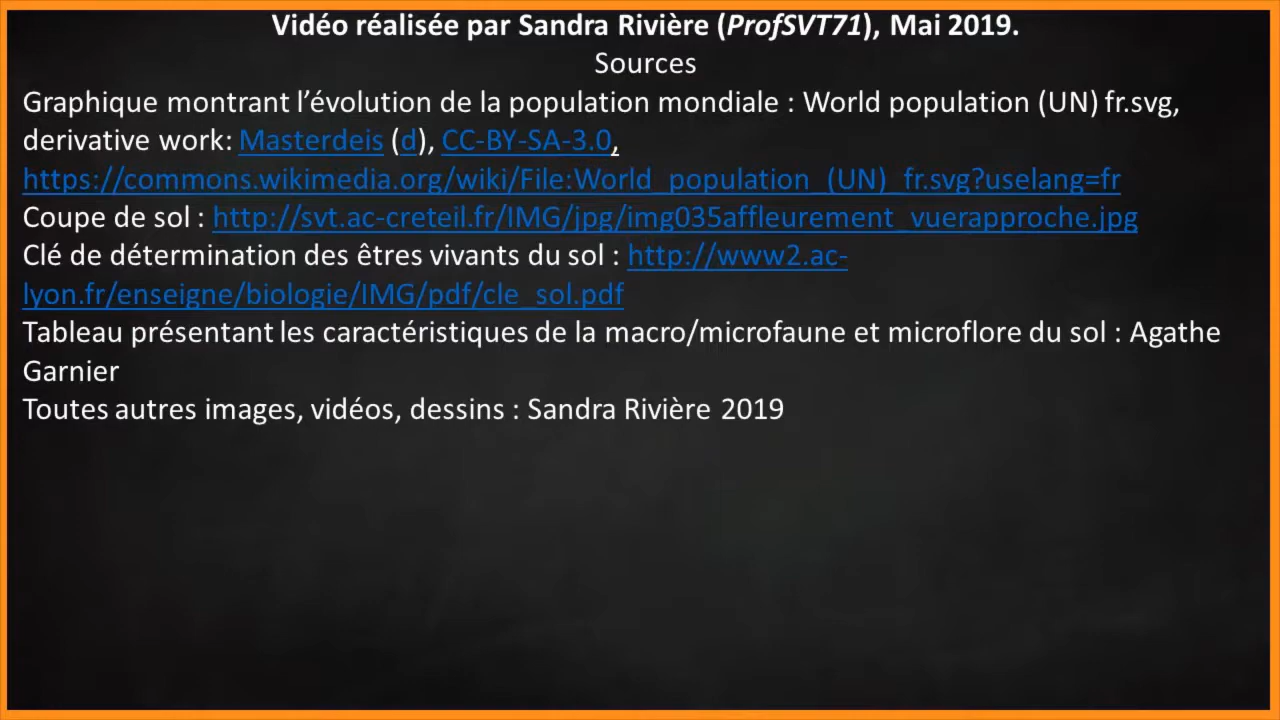 Vidéo réalisée par Sandra Rivière (ProfSVT71), Mai 2019.
Sources
Graphique montrant l’évolution de la population mondiale : World population (UN) fr.svg,
derivative work: Masterdeis (d), CC-BY-SA-3.0,
https://commons.wikimedia.org/wiki/File:World_population_(UN)_fr.svg?uselang=fr
Coupe de sol : http://svt.ac-creteil.fr/IMG/jpg/img035affleurement_vuerapproche.jpg
Clé de détermination des êtres vivants du sol : http://www2.ac-
lyon.fr/enseigne/biologie/IMG/pdf/cle_sol.pdf
Tableau présentant les caractéristiques de la macro/microfaune et microflore du sol : Agathe
Garnier
Toutes autres images, vidéos, dessins : Sandra Rivière 2019